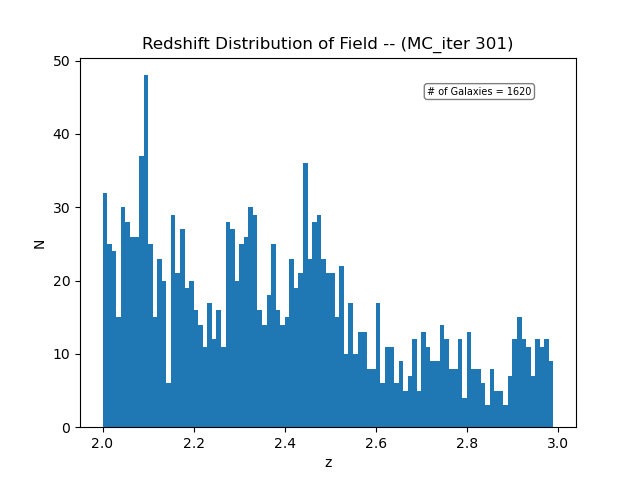 Redshift Distribution of Field -- (MC_iter 301)
# of Galaxies = 1620
50
40
30
20
10
0
N
2.0 2.2 2.4 2.6 2.8 3.0
z